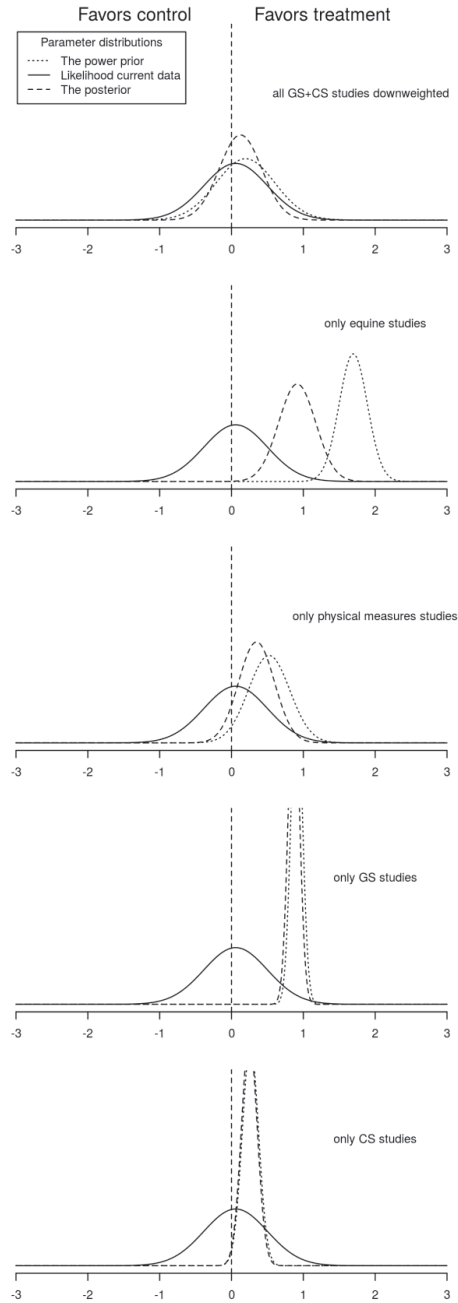 Favors control Favors treatment
Parameter distributions
The power prior
Likelihood current data
The posterior
all GS+CS studies downweighted
-3 -2 -1 0 1 2 3
only equine studies
-3 -2 -1 0 1 2 3
only physical measures studies
-3 -2 -1 0 1 2 3
only GS studies
-3 -2 -1 0 1 2 3
only CS studies
-3 -2 -1 0 1 2 3